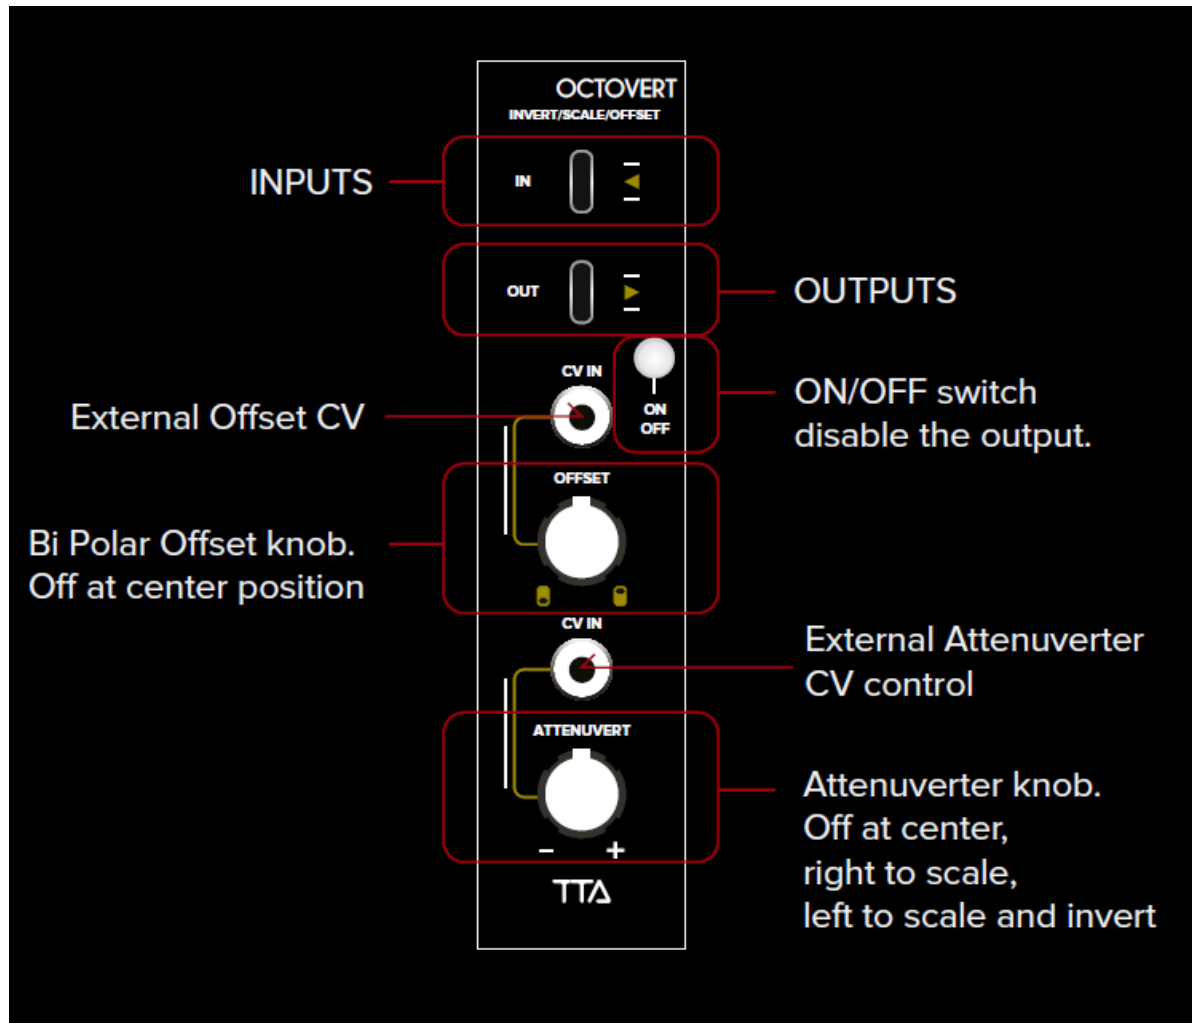 OCTOVERT
INVERT/SCALE/OFFSET
INPUTS
IN
OUT
OUTPUTS
CV IN
ON
OFF
ON/OFF switch
disable the output.
External Offset CV
OFFSET
Bi Polar Offset knob.
Off at center position
CV IN
External Attenuverter
CV control
ATTENUVERT
- +
Attenuverter knob.
Off at center,
right to scale,
left to scale and invert
TTA